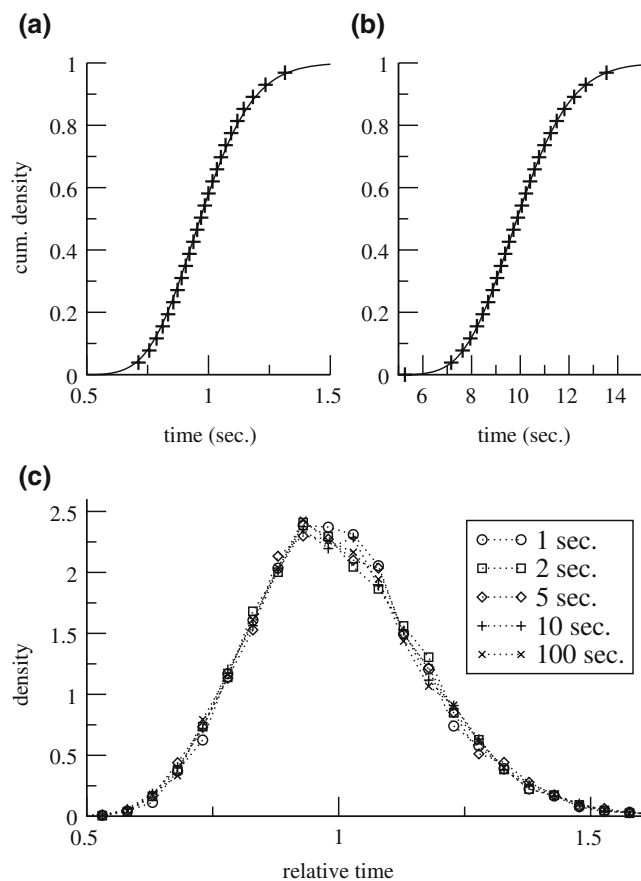 (a)
(b)
1
0.8
0.6
0.4
0.2
0
cum. density
0.5
1
1.5
time (sec.)
1
0.8
0.6
0.4
0.2
0
6
8
10
12
14
time (sec.)
(c)
2.5
2
1.5
1
0.5
0
density
1 sec.
2 sec.
5 sec.
10 sec.
100 sec.
0.5
1
1.5
relative time